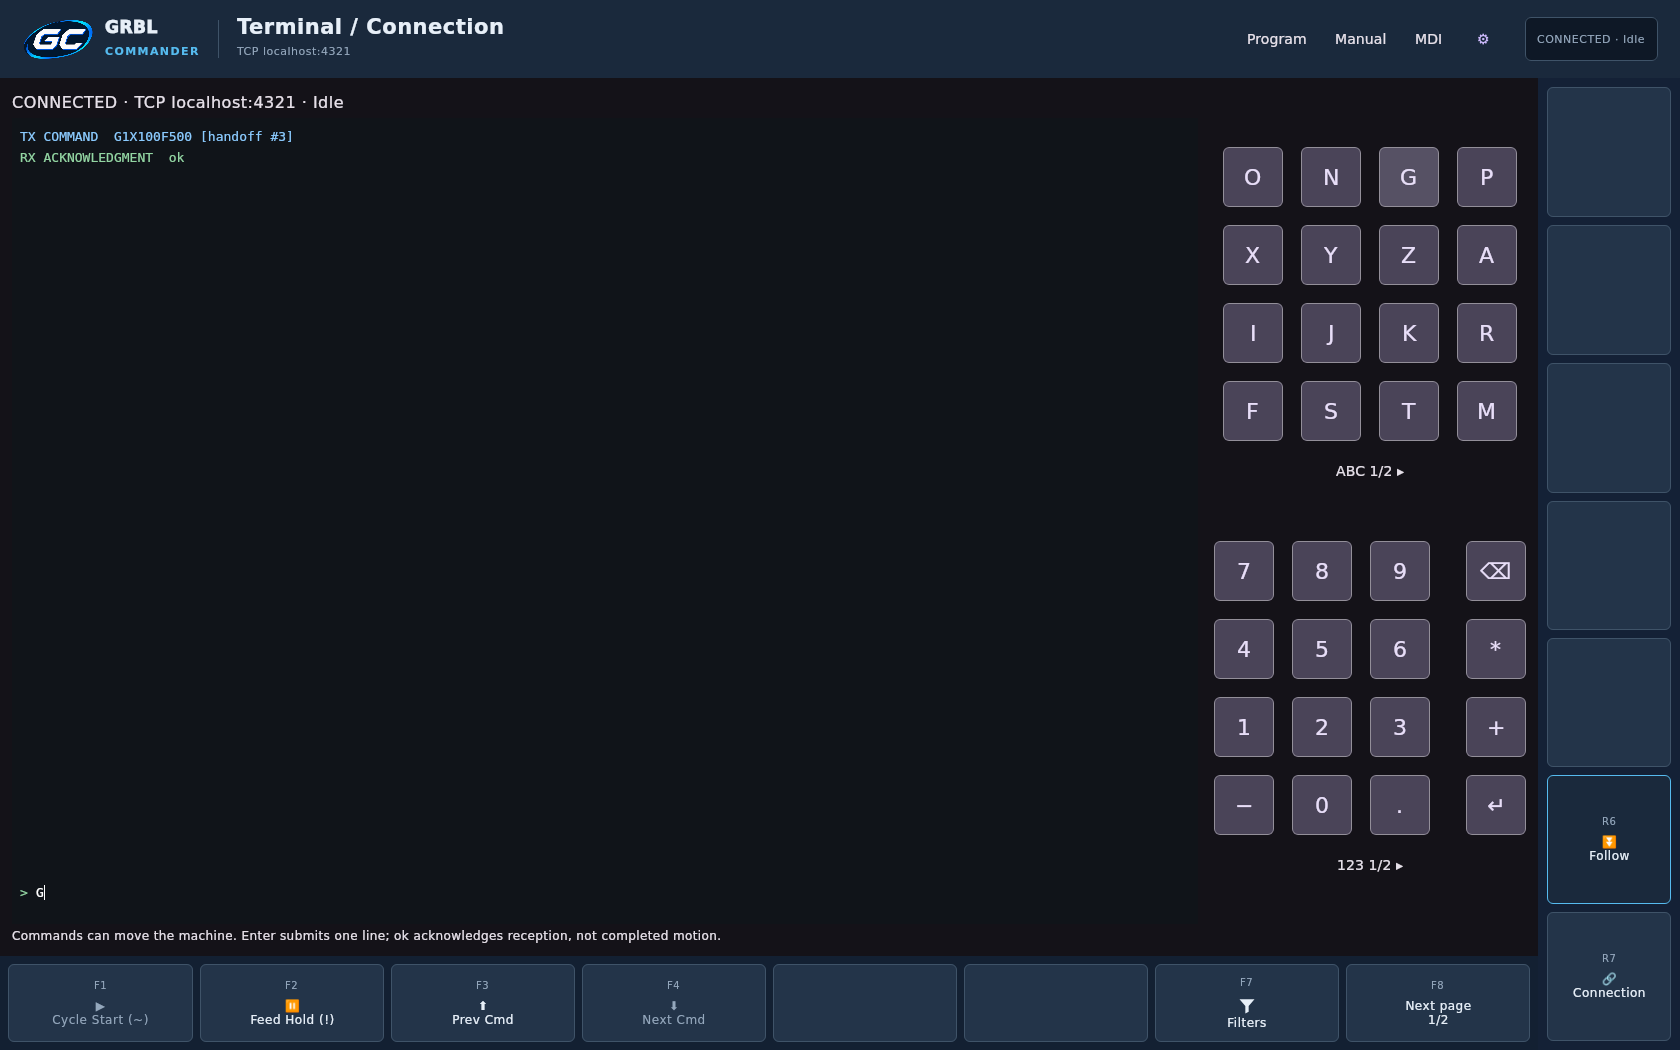 GC
GRBL
COMMANDER
Terminal / Connection
TCP localhost:4321
Program
Manual
MDI
CONNECTED · Idle
CONNECTED · TCP localhost:4321 · Idle
TX COMMAND  G1X100F500 [handoff #3]
RX ACKNOWLEDGMENT  ok
O N G P
X Y Z A
I J K R
F S T M
ABC 1/2 ▸
7 8 9 ⌫
4 5 6 *
1 2 3 +
− 0 . ↵
123 1/2 ▸
> G
Commands can move the machine. Enter submits one line; ok acknowledges reception, not completed motion.
R6
Follow
R7
Connection
F1
Cycle Start (~)
F2
Feed Hold (!)
F3
Prev Cmd
F4
Next Cmd
F7
Filters
F8
Next page
1/2